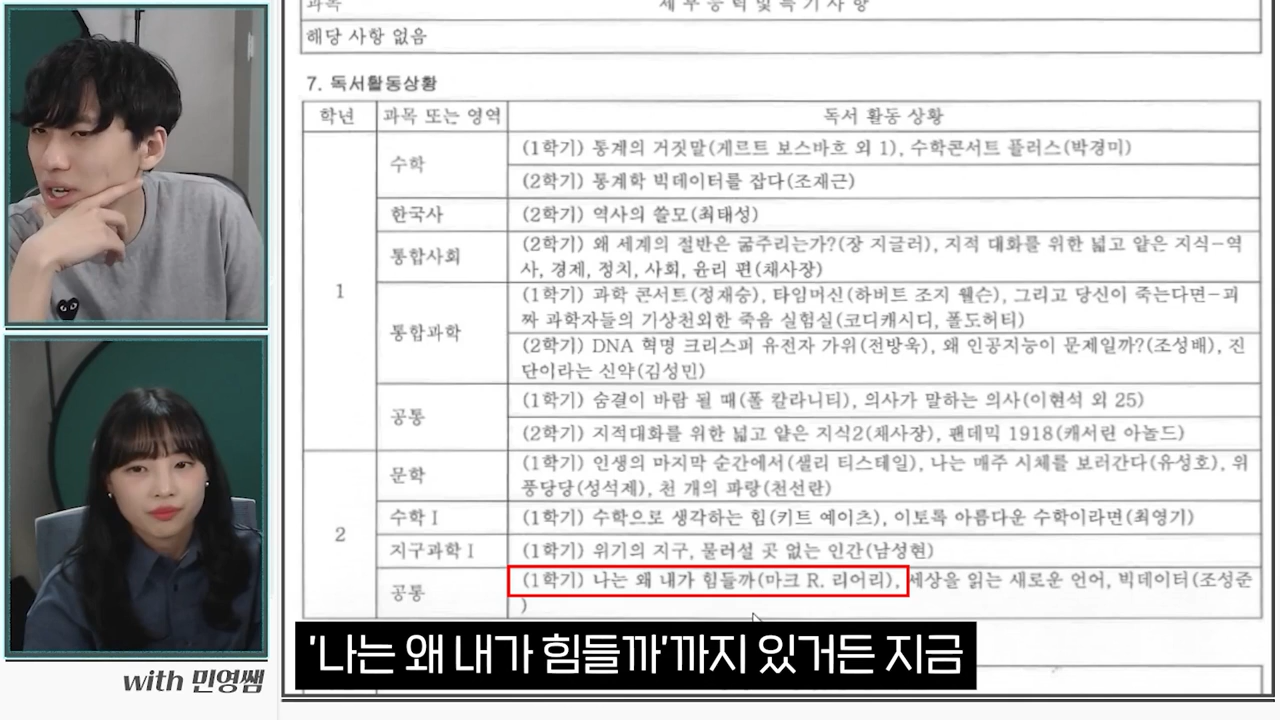 과목 세부능력및특기사항
해당 사항 없음
7. 독서활동상황
학년 과목 또는 영역 독서 활동 상황
1
수학
(1학기) 통계의 거짓말(게르트 보스바흐 외 1), 수학콘서트 플러스(박경미)
(2학기) 통계학 빅데이터를 잡다(조재근)
한국사
(2학기) 역사의 쓸모(최태성)
통합사회
(2학기) 왜 세계의 절반은 굶주리는가?(장 지글러), 지적 대화를 위한 넓고 얕은 지식-역
사, 경제, 정치, 사회, 윤리 편(채사장)
통합과학
(1학기) 과학 콘서트(정재승), 타임머신(하버트 조지 웰슨), 그리고 당신이 죽는다면-괴
짜 과학자들의 기상천외한 죽음 실험실(코디캐시디, 폴도허티)
(2학기) DNA 혁명 크리스퍼 유전자 가위(전방욱), 왜 인공지능이 문제일까?(조성배), 진
단이라는 신약(김성민)
공통
(1학기) 숨결이 바람 될 때(폴 칼라니티), 의사가 말하는 의사(이현석 외 25)
(2학기) 지적대화를 위한 넓고 얕은 지식2(채사장), 팬데믹 1918(캐서린 아놀드)
2
문학
(1학기) 인생의 마지막 순간에서(샐리 티스테일), 나는 매주 시체를 보러간다(유성호), 위
풍당당(성석제), 천 개의 파랑(천선란)
수학Ⅰ
(1학기) 수학으로 생각하는 힘(키트 예이츠), 이토록 아름다운 수학이라면(최영기)
지구과학Ⅰ
(1학기) 위기의 지구, 물러설 곳 없는 인간(남성현)
공통
(1학기) 나는 왜 내가 힘들까(마크 R. 리어리), 세상을 읽는 새로운 언어, 빅데이터(조성준
)
'나는 왜 내가 힘들까'까지 있거든 지금
with 민영쌤